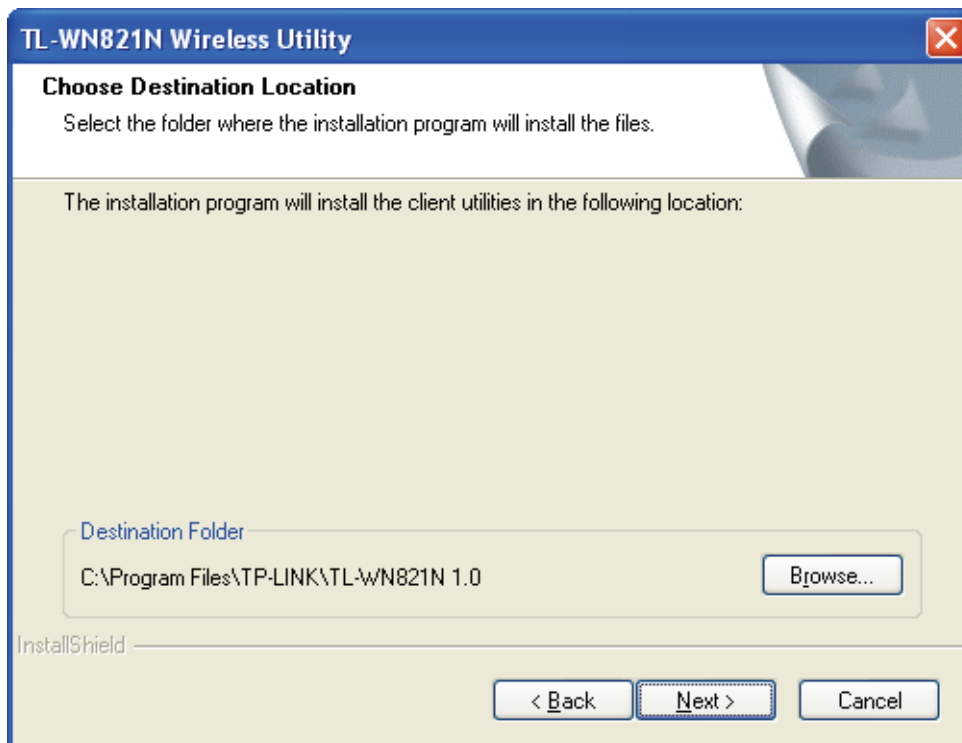 TL-WN821N Wireless Utility
Choose Destination Location
Select the folder where the installation program will install the files.
The installation program will install the client utilities in the following location:
Destination Folder
C:\Program Files\TP-LINK\TL-WN821N 1.0
Browse...
InstallShield
< Back
Next >
Cancel